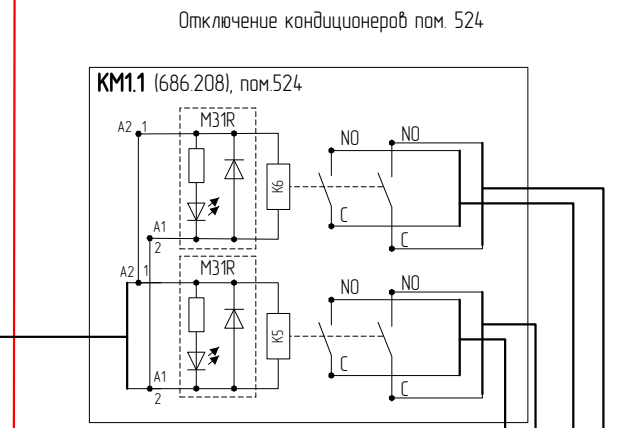 Отключение кондиционеров пом. 524
КМ1.1 (686.208), пом.524
M31R
A2 1
NO
NO
K6
C
C
A1
2
M31R
A2 1
NO
NO
K5
C
C
A1
2